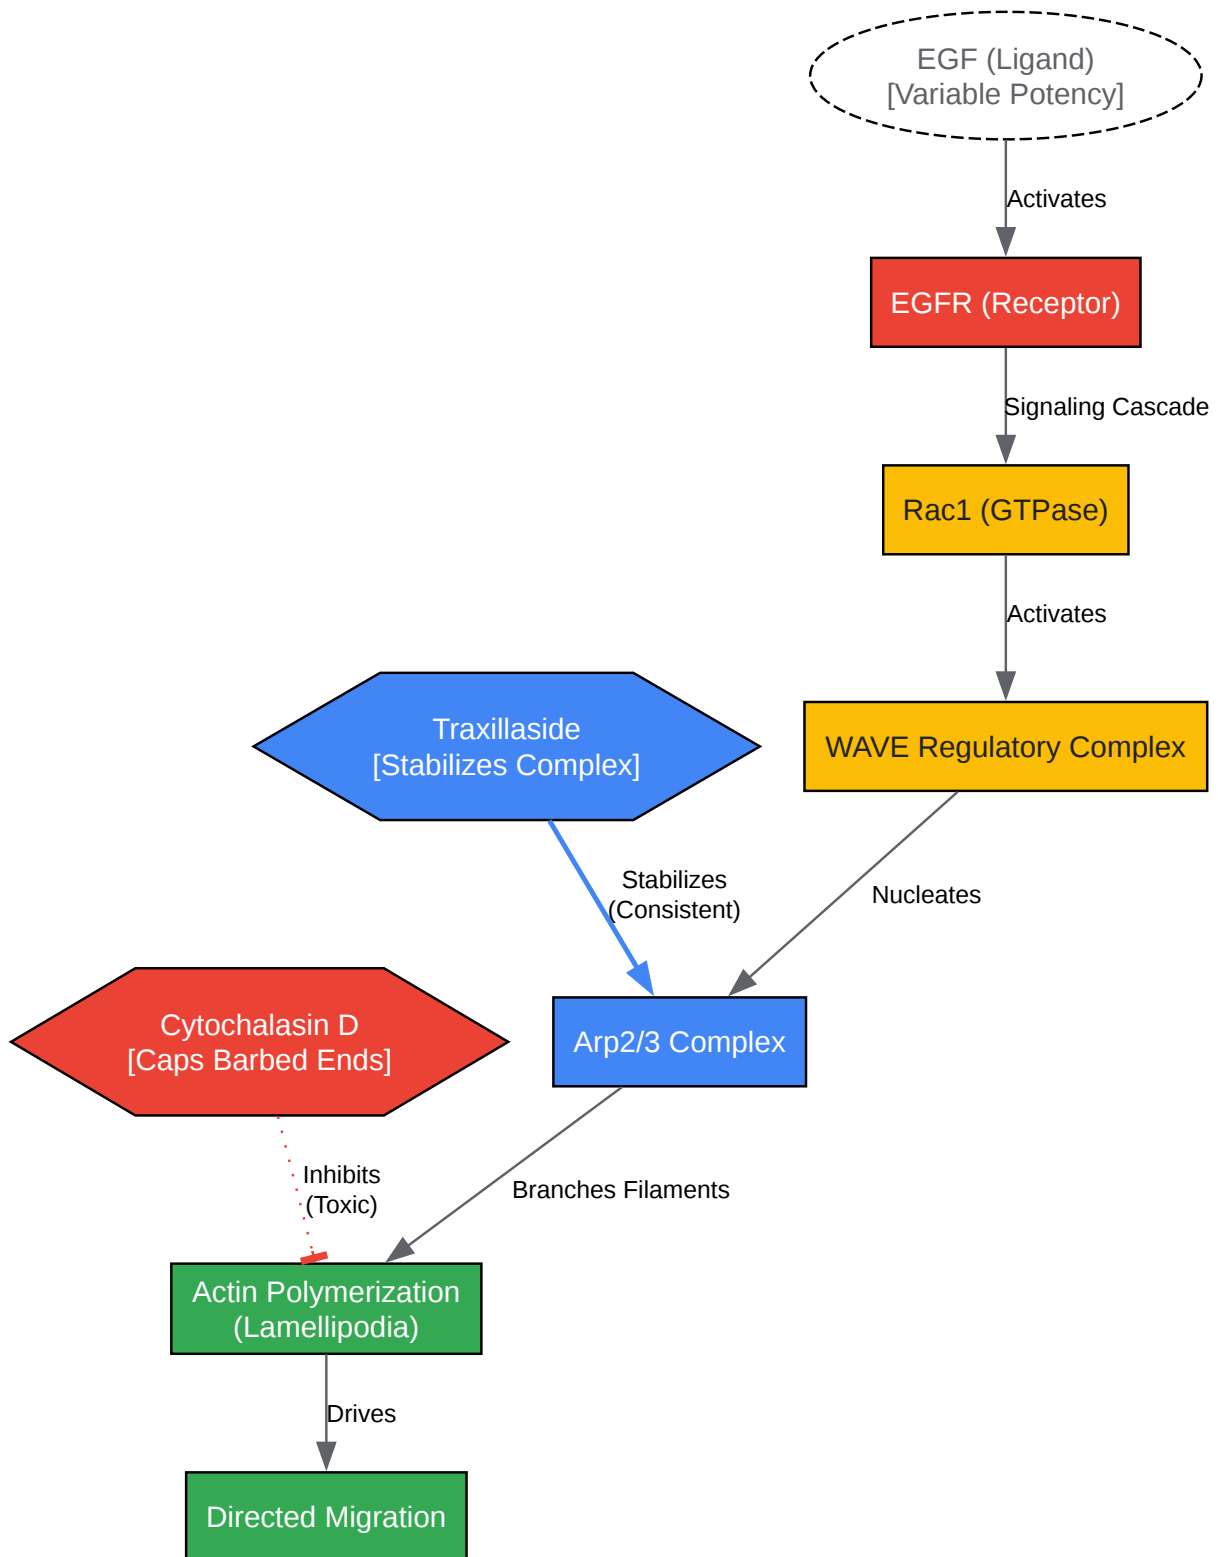 EGF (Ligand)
[Variable Potency]
Activates
EGFR (Receptor)
Signaling Cascade
Rac1 (GTPase)
Activates
Traxillaside
[Stabilizes Complex]
WAVE Regulatory Complex
Stabilizes
(Consistent)
Nucleates
Cytochalasin D
[Caps Barbed Ends]
Arp2/3 Complex
Inhibits
(Toxic)
Branches Filaments
Actin Polymerization
(Lamellipodia)
Drives
Directed Migration